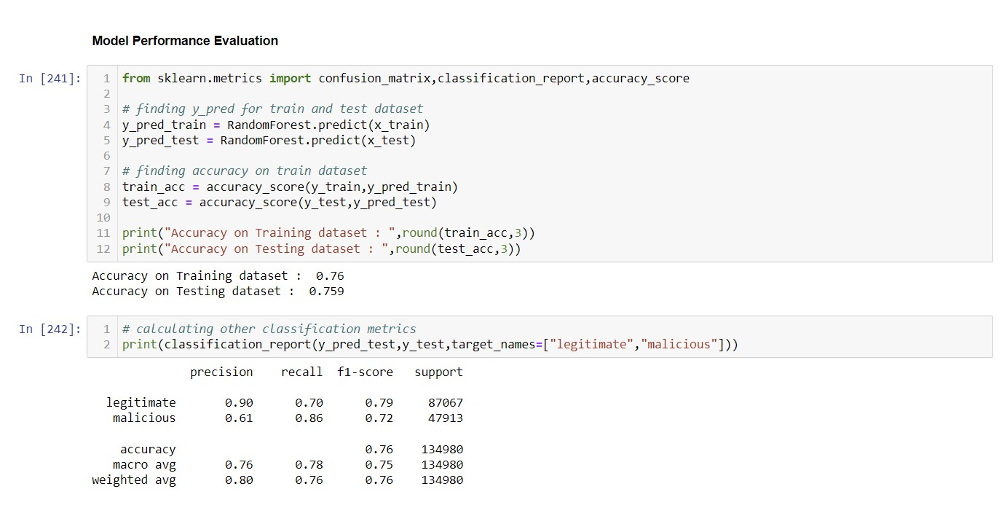 Model Performance Evaluation
In [241]:
1 from sklearn.metrics import confusion_matrix,classification_report,accuracy_score
2
3 # finding y_pred for train and test dataset
4 y_pred_train = RandomForest.predict(x_train)
5 y_pred_test = RandomForest.predict(x_test)
6
7 # finding accuracy on train dataset
8 train_acc = accuracy_score(y_train,y_pred_train)
9 test_acc = accuracy_score(y_test,y_pred_test)
10
11 print("Accuracy on Training dataset : ",round(train_acc,3))
12 print("Accuracy on Testing dataset : ",round(test_acc,3))
Accuracy on Training dataset :  0.76
Accuracy on Testing dataset :  0.759
In [242]:
1 # calculating other classification metrics
2 print(classification_report(y_pred_test,y_test,target_names=["legitimate","malicious"]))
precision recall f1-score support
legitimate 0.90 0.70 0.79 87067
malicious 0.61 0.86 0.72 47913
accuracy 0.76 134980
macro avg 0.76 0.78 0.75 134980
weighted avg 0.80 0.76 0.76 134980